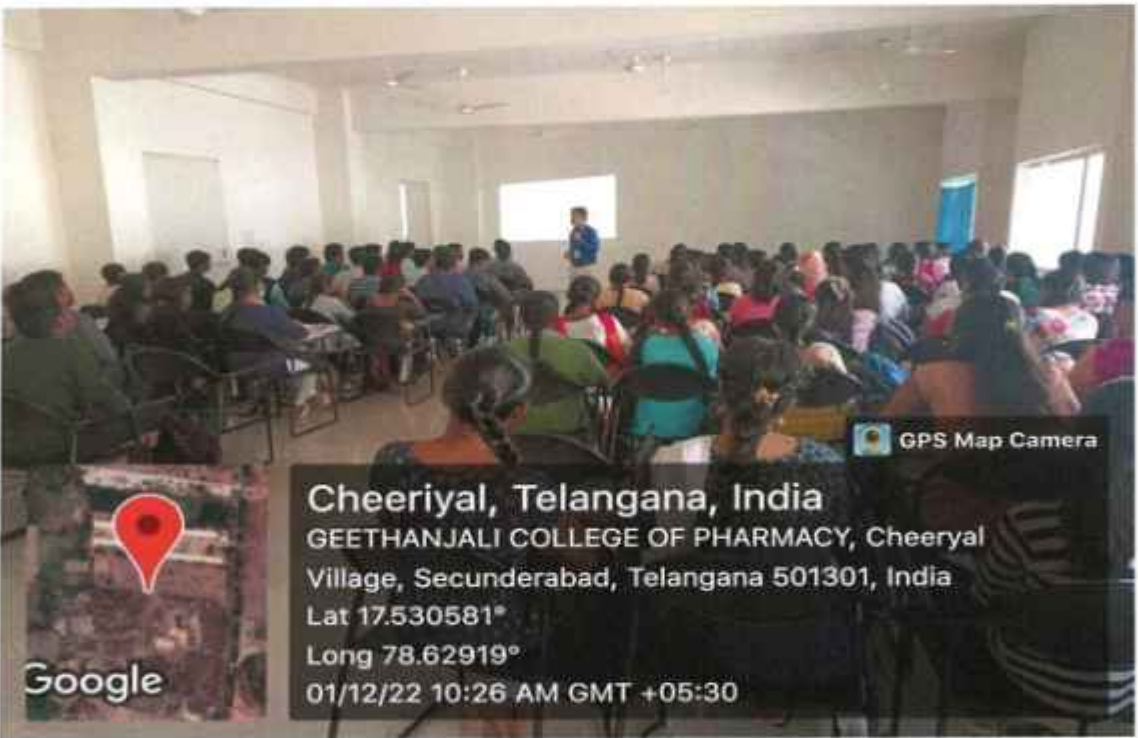 GPS Map Camera
Cheeriyal, Telangana, India
GEETHANJALI COLLEGE OF PHARMACY, Cheeryal
Village, Secunderabad, Telangana 501301, India
Lat 17.530581°
Long 78.62919°
01/12/22 10:26 AM GMT +05:30
Google